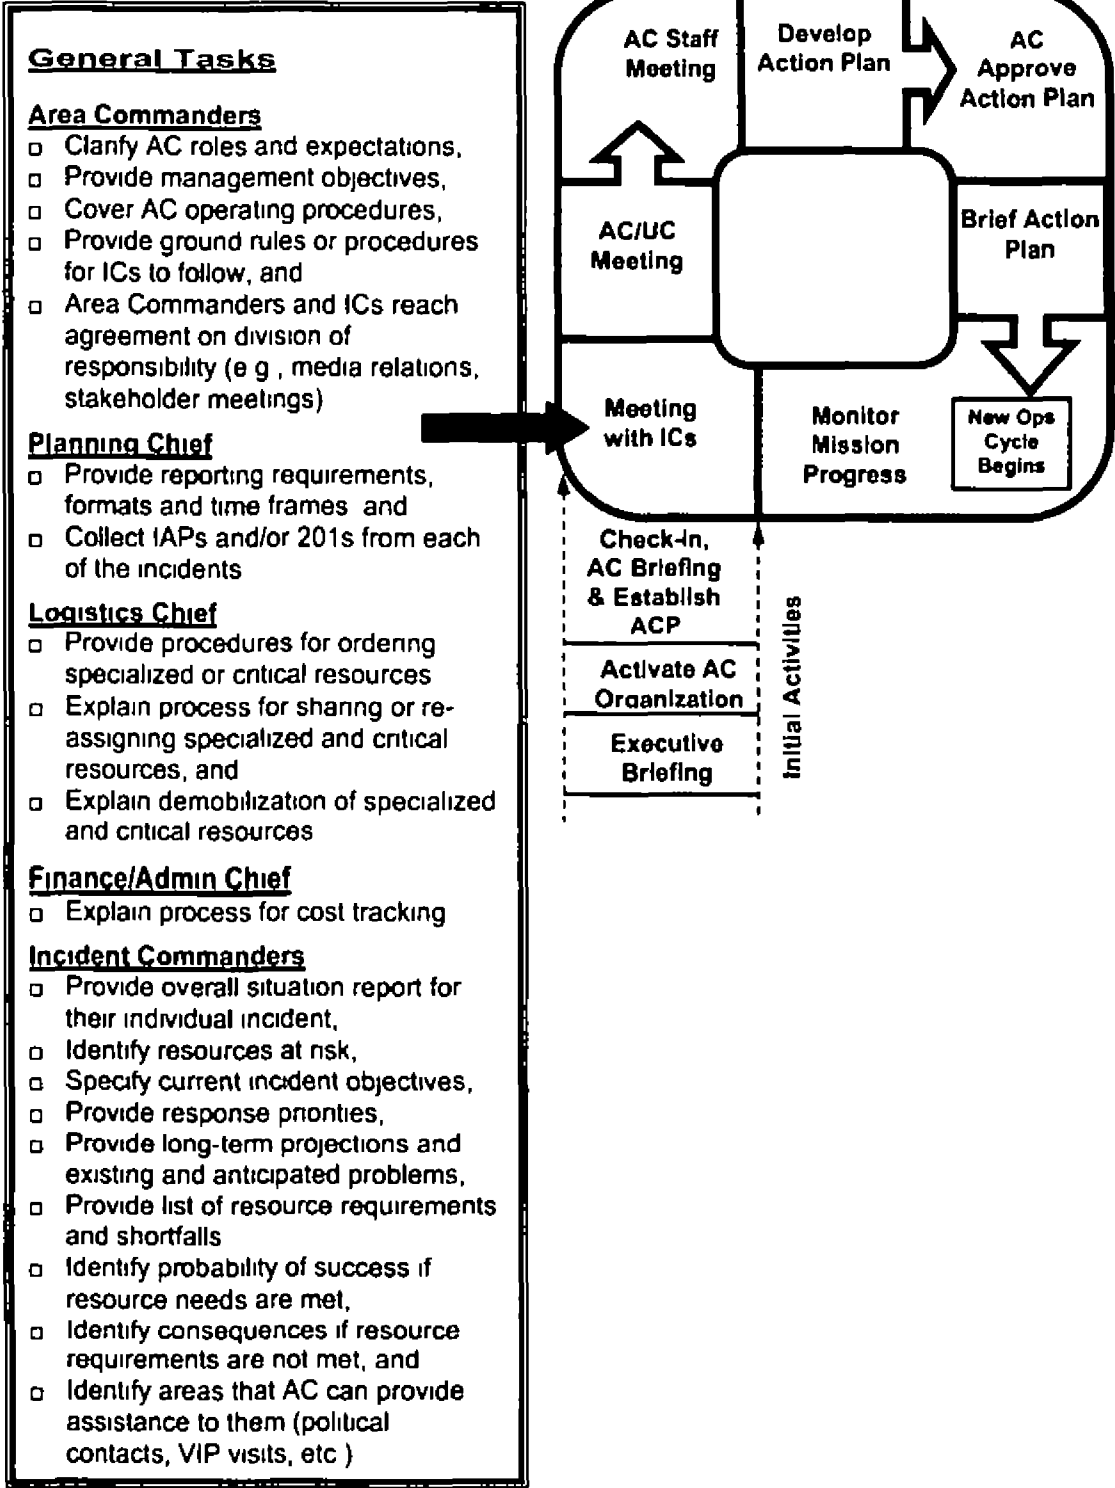 General Tasks
Area Commanders
Clarify AC roles and expectations,
Provide management objectives,
Cover AC operating procedures,
Provide ground rules or procedures
for ICs to follow, and
Area Commanders and ICs reach
agreement on division of
responsibility (e g , media relations,
stakeholder meetings)
Planning Chief
Provide reporting requirements,
formats and time frames and
Collect IAPs and/or 201s from each
of the incidents
Logistics Chief
Provide procedures for ordering
specialized or critical resources
Explain process for sharing or re-
assigning specialized and critical
resources, and
Explain demobilization of specialized
and critical resources
Finance/Admin Chief
Explain process for cost tracking
Incident Commanders
Provide overall situation report for
their individual incident,
Identify resources at risk,
Specify current incident objectives,
Provide response priorities,
Provide long-term projections and
existing and anticipated problems,
Provide list of resource requirements
and shortfalls
Identify probability of success if
resource needs are met,
Identify consequences if resource
requirements are not met, and
Identify areas that AC can provide
assistance to them (political
contacts, VIP visits, etc )
AC Staff
Meeting
Develop
Action Plan
AC
Approve
Action Plan
AC/UC
Meeting
Brief Action
Plan
Meeting
with ICs
Monitor
Mission
Progress
New Ops
Cycle
Begins
Check-in,
AC Briefing
& Establish
ACP
Activate AC
Organization
Executive
Briefing
Initial Activities